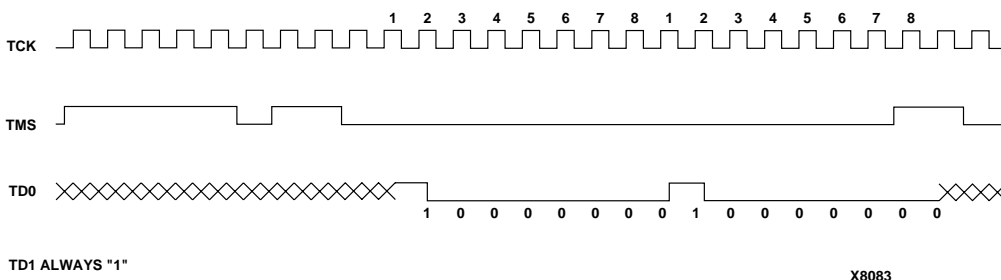 1 2 3 4 5 6 7 8 1 2 3 4 5 6 7 8
TCK
TMS
TD0
1 0 0 0 0 0 0 0 1 0 0 0 0 0 0 0
TD1 ALWAYS "1"
X8083